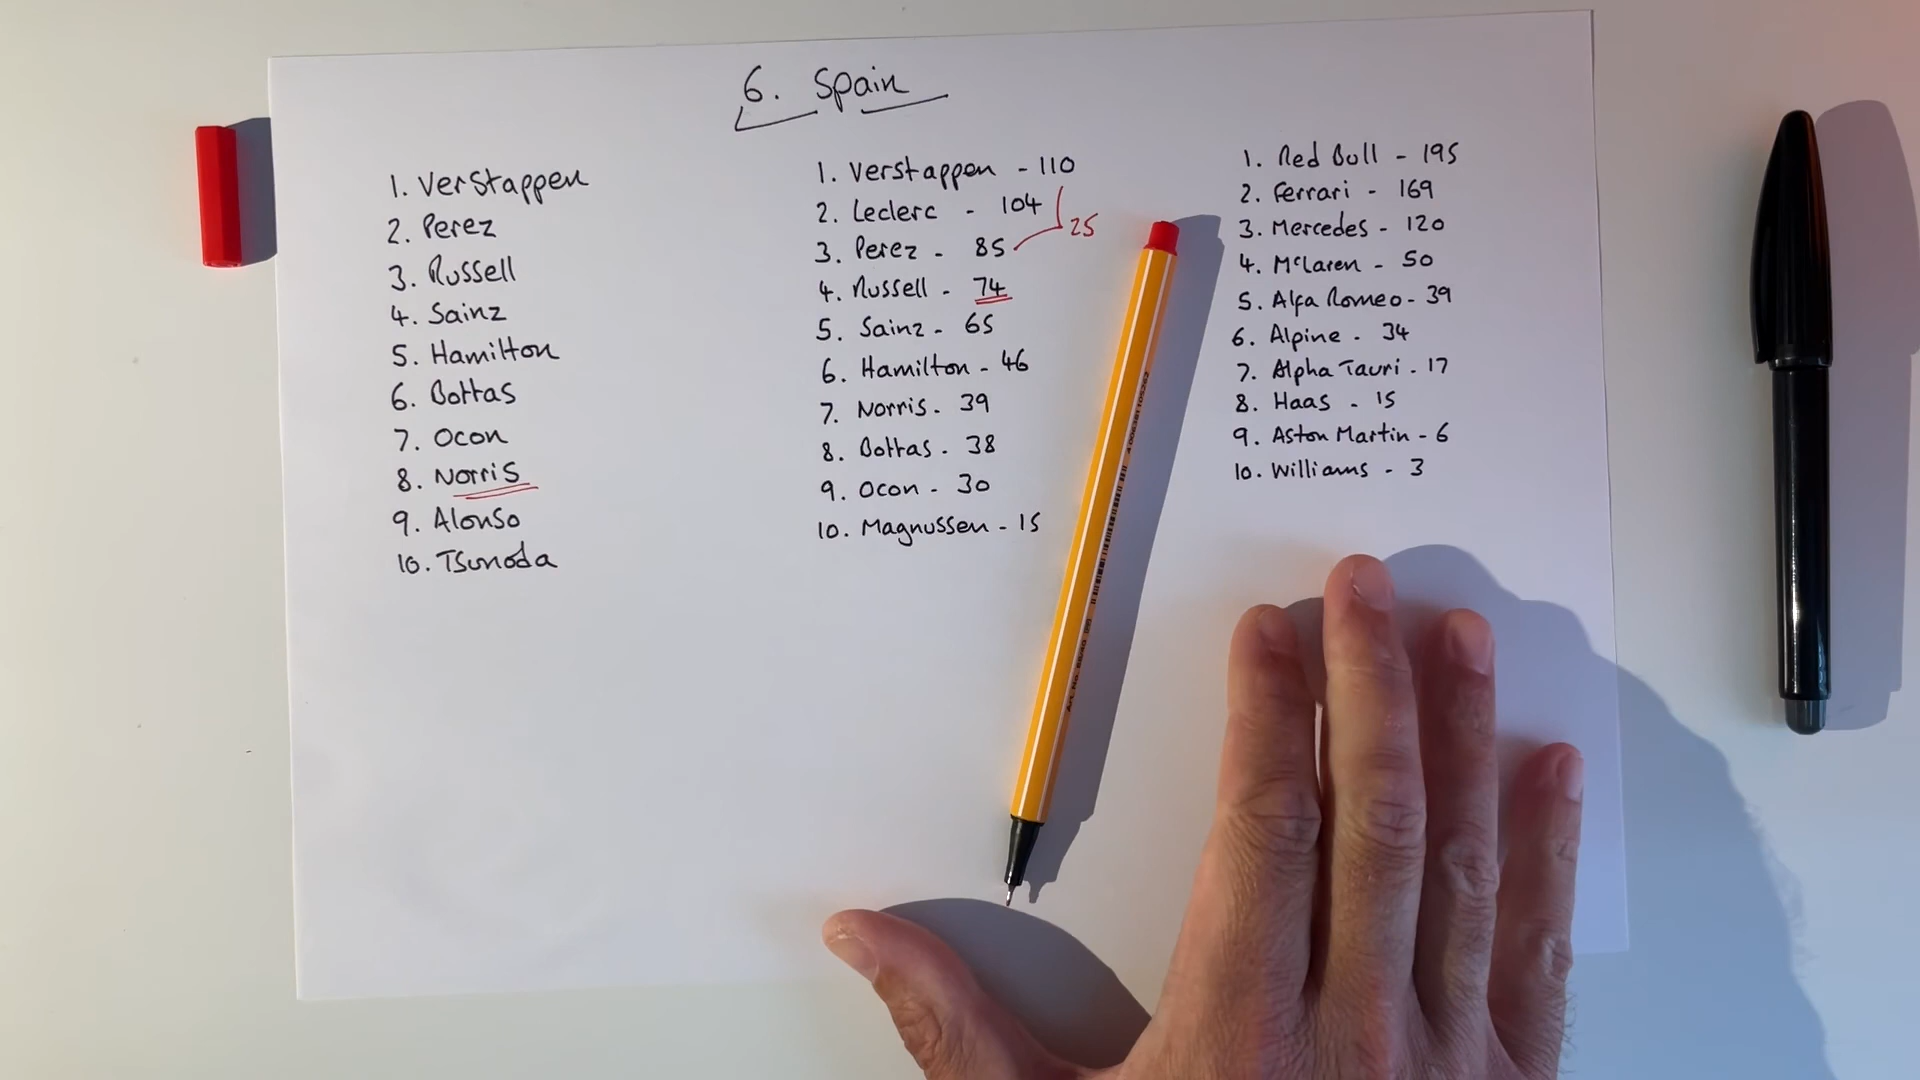 6. Spain
1. Verstappen
2. Perez
3. Russell
4. Sainz
5. Hamilton
6. Bottas
7. Ocon
8. Norris
9. Alonso
10. Tsunoda
1. Verstappen - 110
2. Leclerc - 104
25
3. Perez - 85
4. Russell - 74
5. Sainz - 65
6. Hamilton - 46
7. Norris - 39
8. Bottas - 38
9. Ocon - 30
10. Magnussen - 15
1. Red Bull - 195
2. Ferrari - 169
3. Mercedes - 120
4. McLaren - 50
5. Alfa Romeo - 39
6. Alpine - 34
7. Alpha Tauri - 17
8. Haas - 15
9. Aston Martin - 6
10. Williams - 3